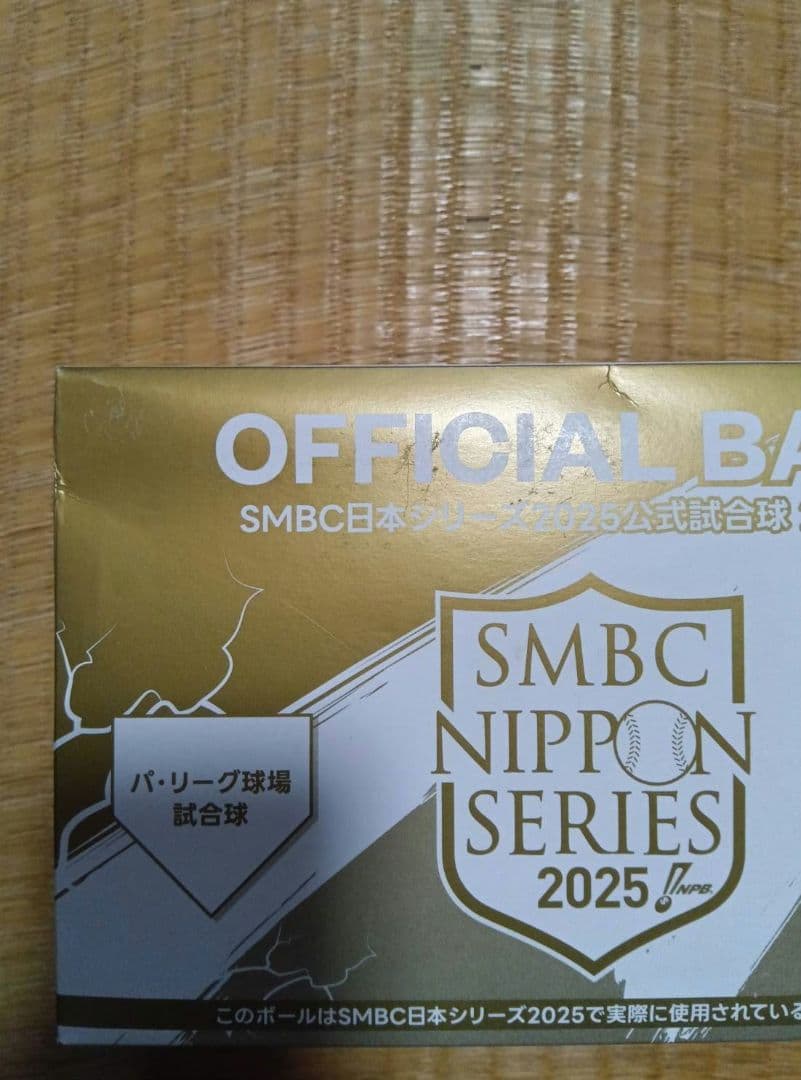 OFFICIAL BA
SMBC日本シリーズ2025公式試合球
SMBC
NIPPON
SERIES
2025
NPB
パ・リーグ球場
試合球
このボールはSMBC日本シリーズ2025で実際に使用されている